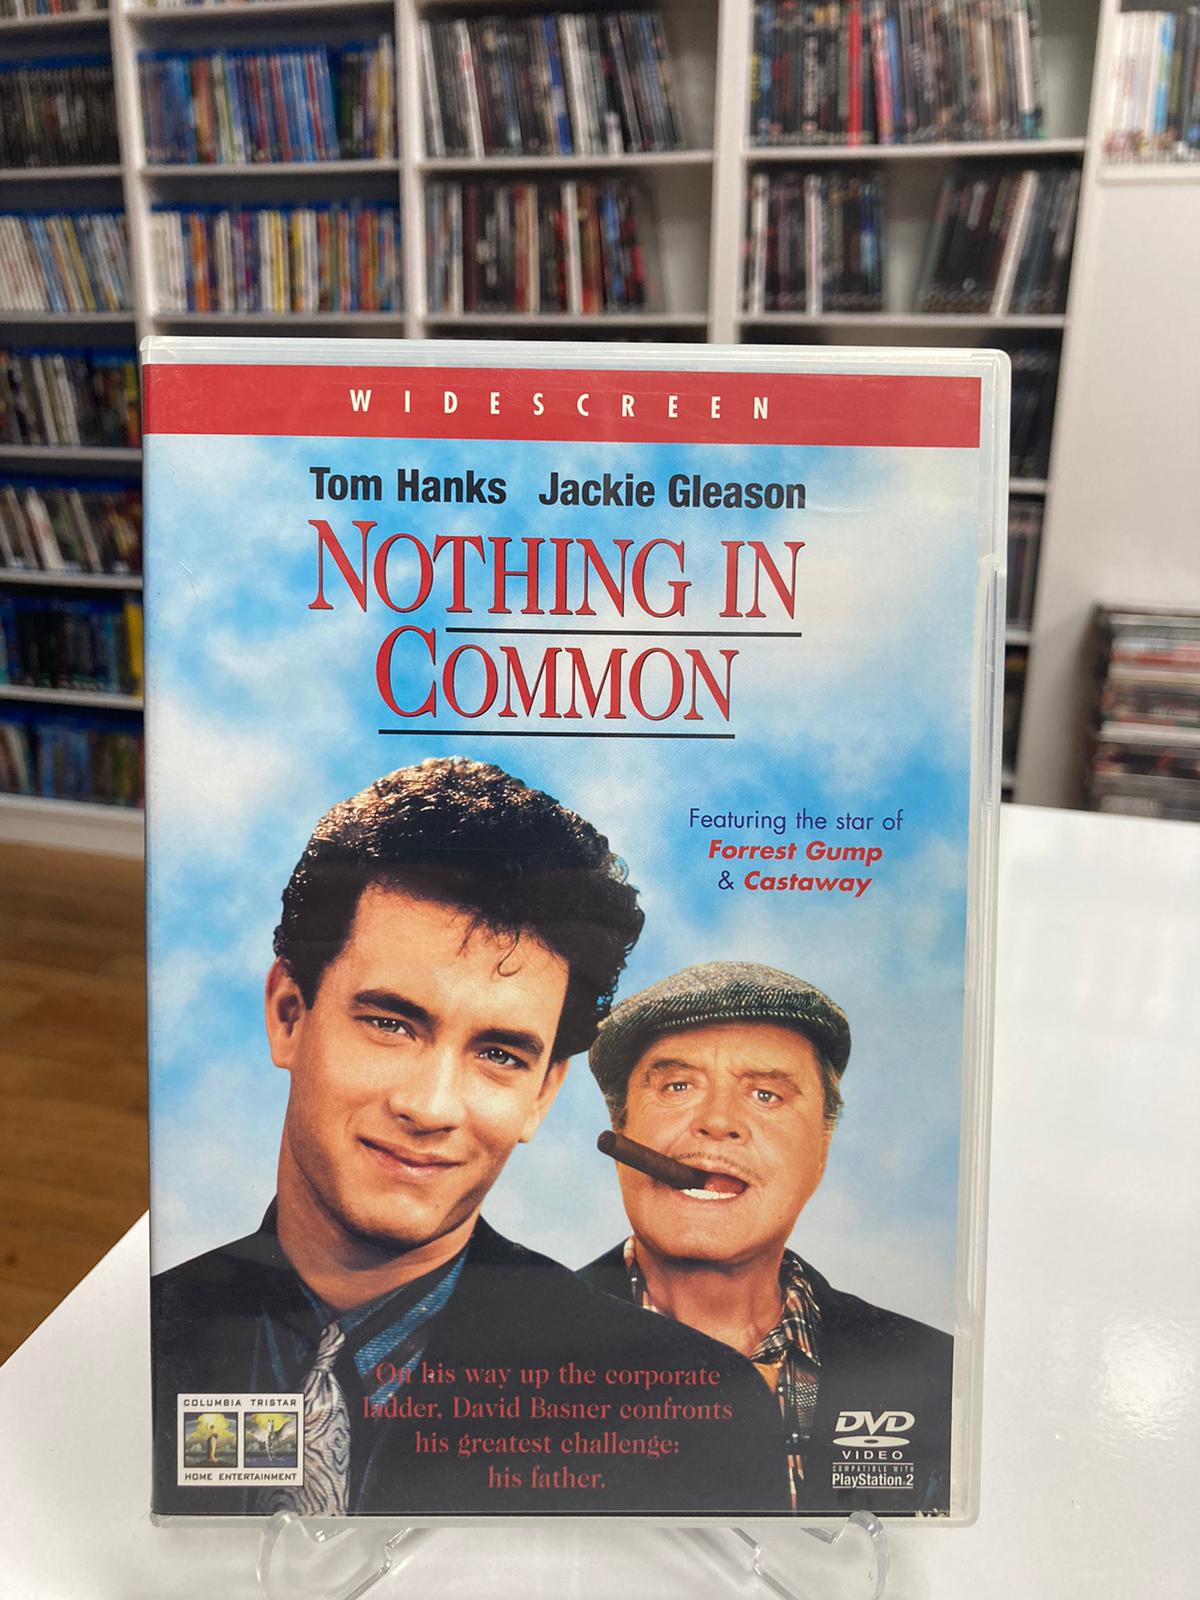 WIDESCREEN
Tom Hanks Jackie Gleason
NOTHING IN
COMMON
Featuring the star of
Forrest Gump
& Castaway
On his way up the corporate
ladder, David Basner confronts
his greatest challenge:
his father.
COLUMBIA TRISTAR
HOME ENTERTAINMENT
DVD
VIDEO
COMPATIBLE WITH
PlayStation 2